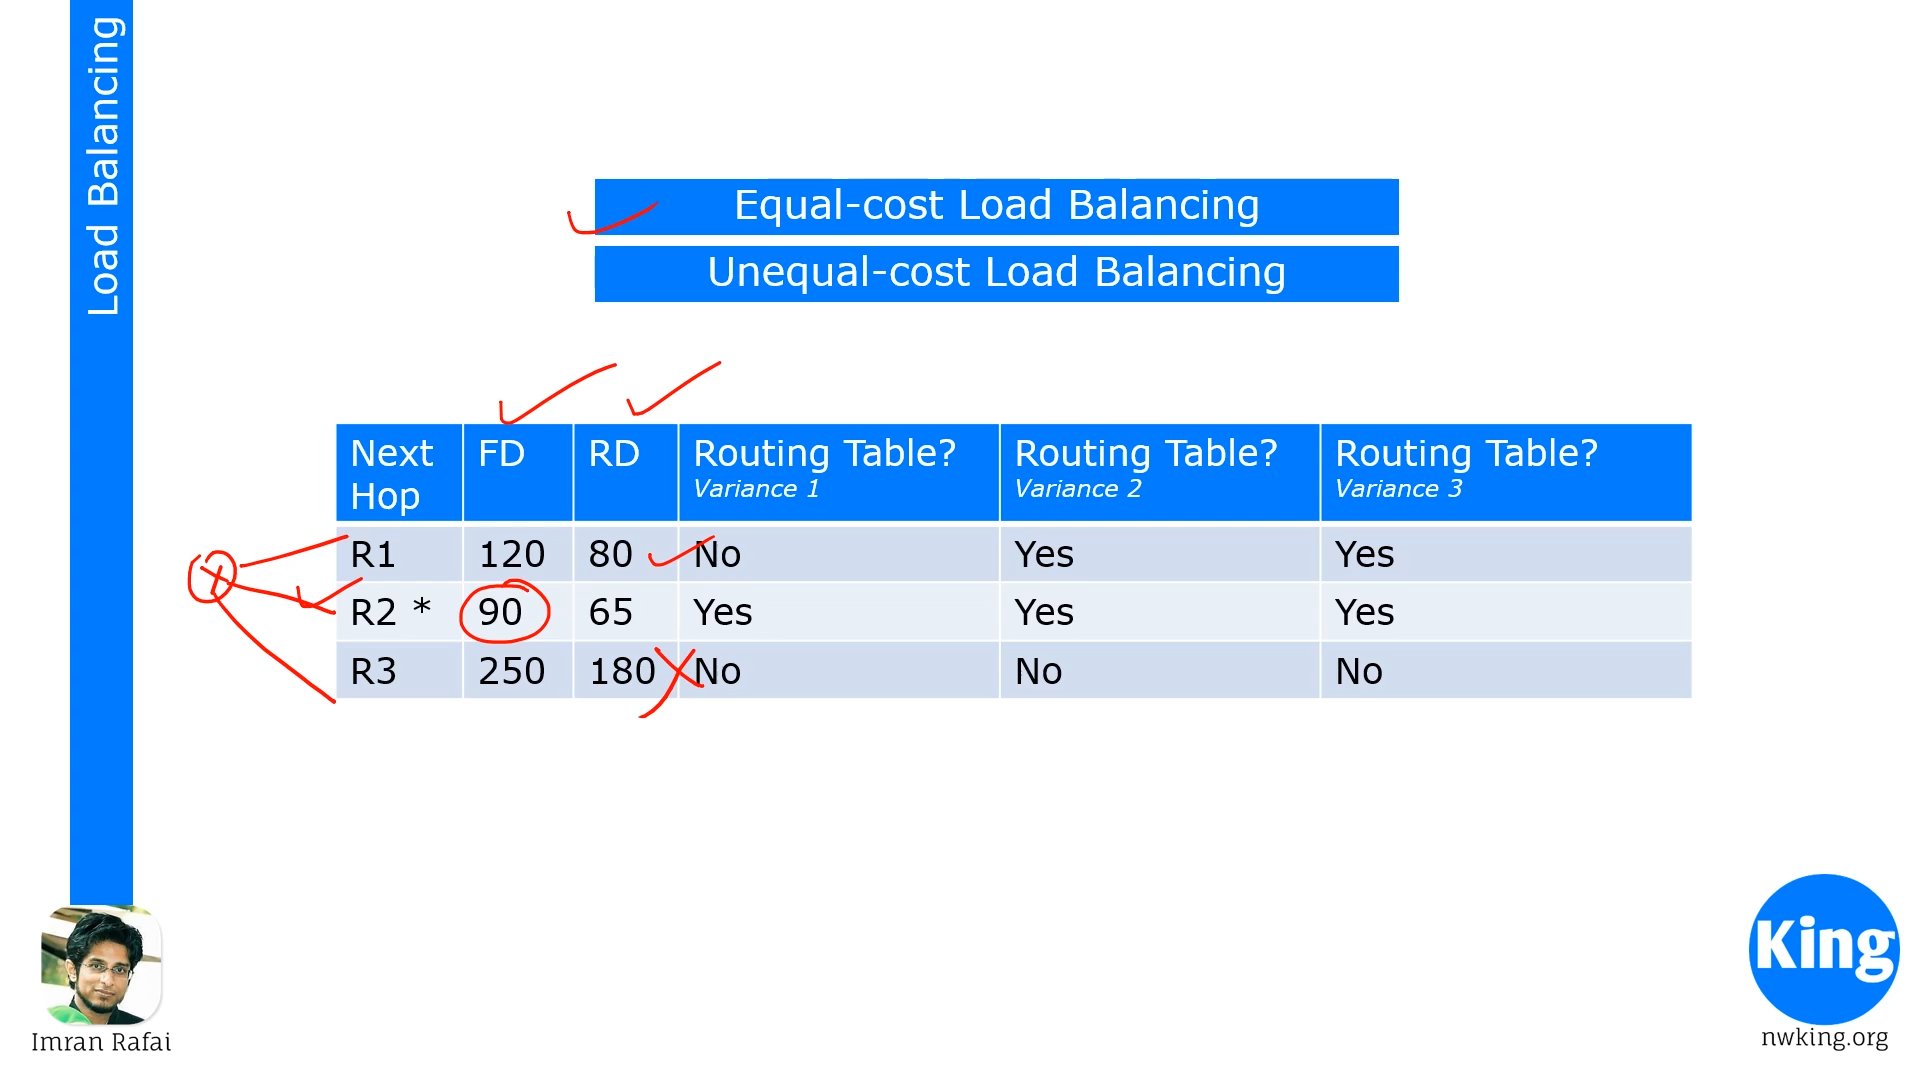 Load Balancing
Equal-cost Load Balancing
Unequal-cost Load Balancing
Next Hop FD RD Routing Table? Variance 1 Routing Table? Variance 2 Routing Table? Variance 3
R1 120 80 No Yes Yes
R2 * 90 65 Yes Yes Yes
R3 250 180 No No No
Imran Rafai
King
nwking.org